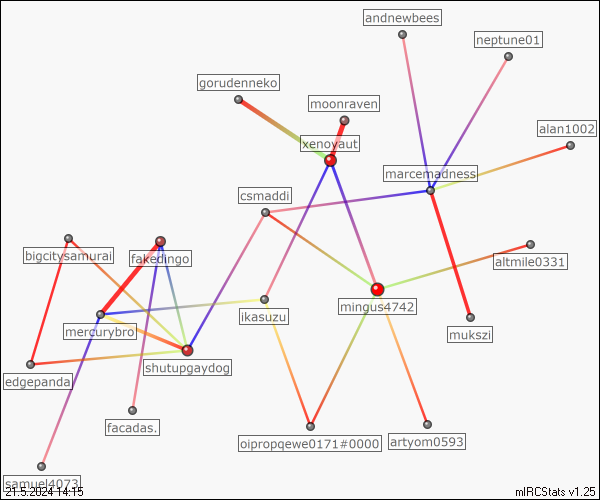 andnewbees
neptune01
gorudenneko
moonraven
alan1002
xenoyaut
marcemadness
csmaddi
bigcitysamurai
fakedingo
altmile0331
mingus4742
ikasuzu
mercurybro
mukszi
shutupgaydog
edgepanda
facadas.
oipropqewe0171#0000
artyom0593
samuel4073
21.5.2024 14:15
mIRCStats v1.25